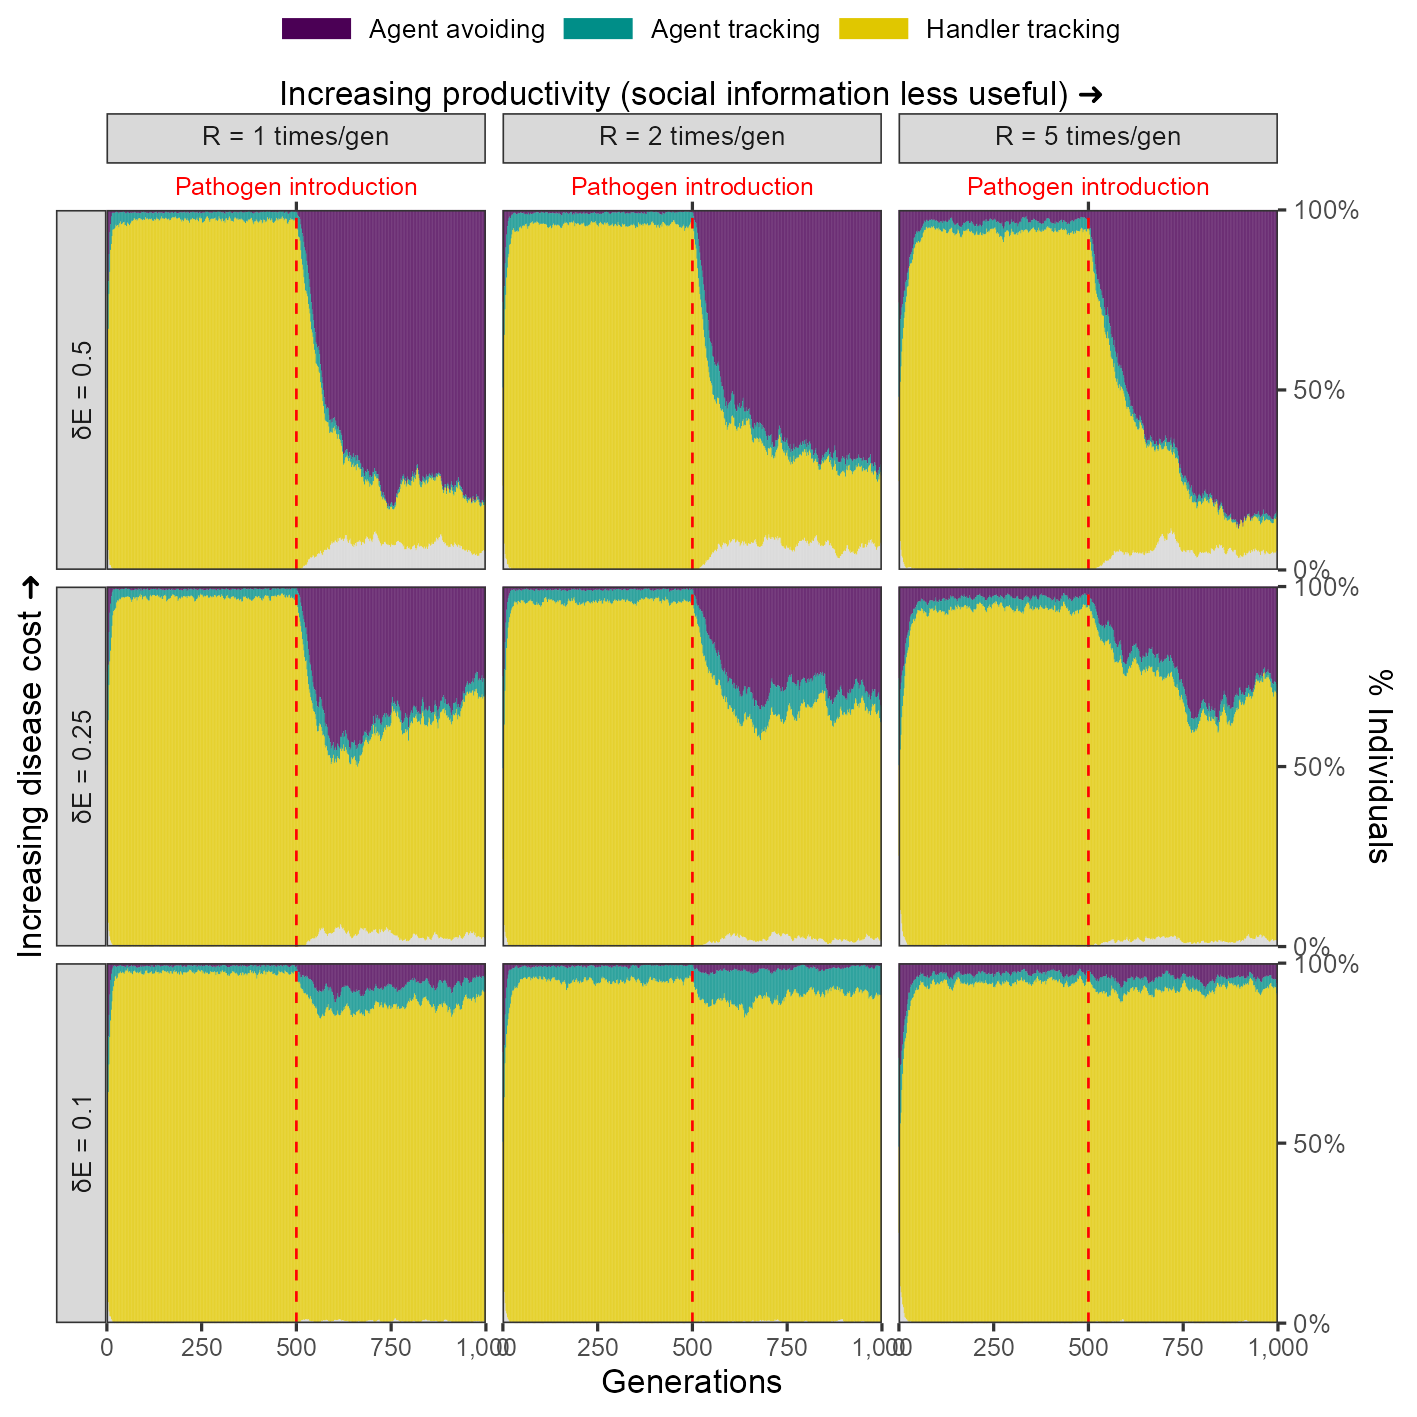 Agent avoiding Agent tracking Handler tracking
Increasing productivity (social information less useful) ➔
R = 1 times/gen R = 2 times/gen R = 5 times/gen
Pathogen introduction Pathogen introduction Pathogen introduction
Increasing disease cost ➔
δE = 0.5
100%
50%
0%
δE = 0.25
100%
50%
0%
δE = 0.1
100%
50%
0%
% Individuals
0 250 500 750 1,000 0 250 500 750 1,000 0 250 500 750 1,000
Generations